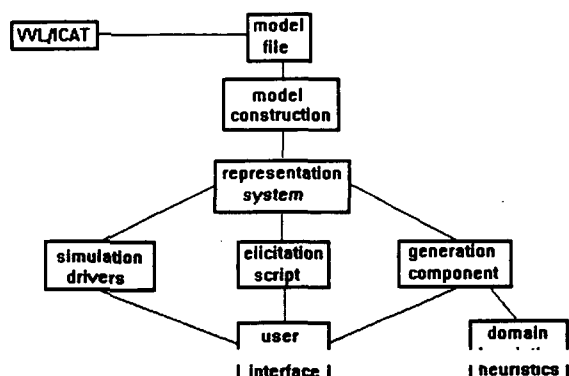 VVL/ICAT
model
file
model
construction
representation
system
simulation
drivers
elicitation
script
generation
component
user
interface
domain
heuristics